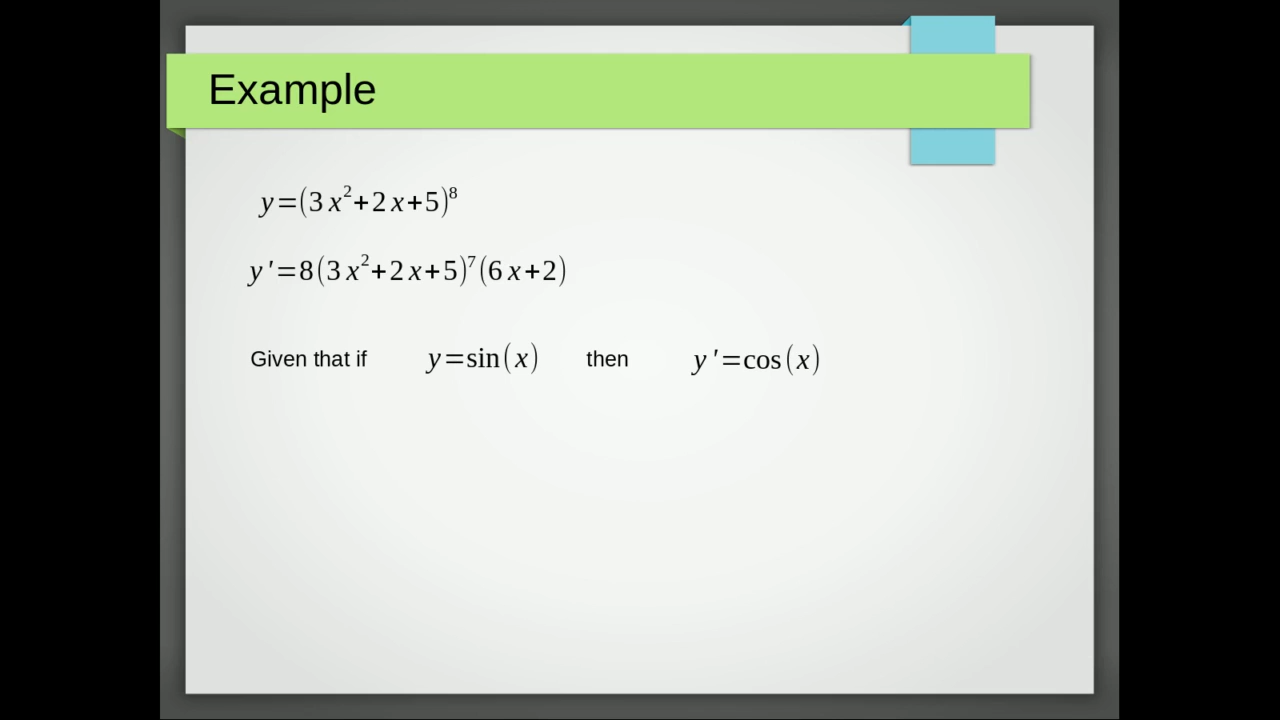 Example
y=(3x²+2x+5)⁸
y'=8(3x²+2x+5)⁷(6x+2)
Given that if y=sin(x) then y'=cos(x)